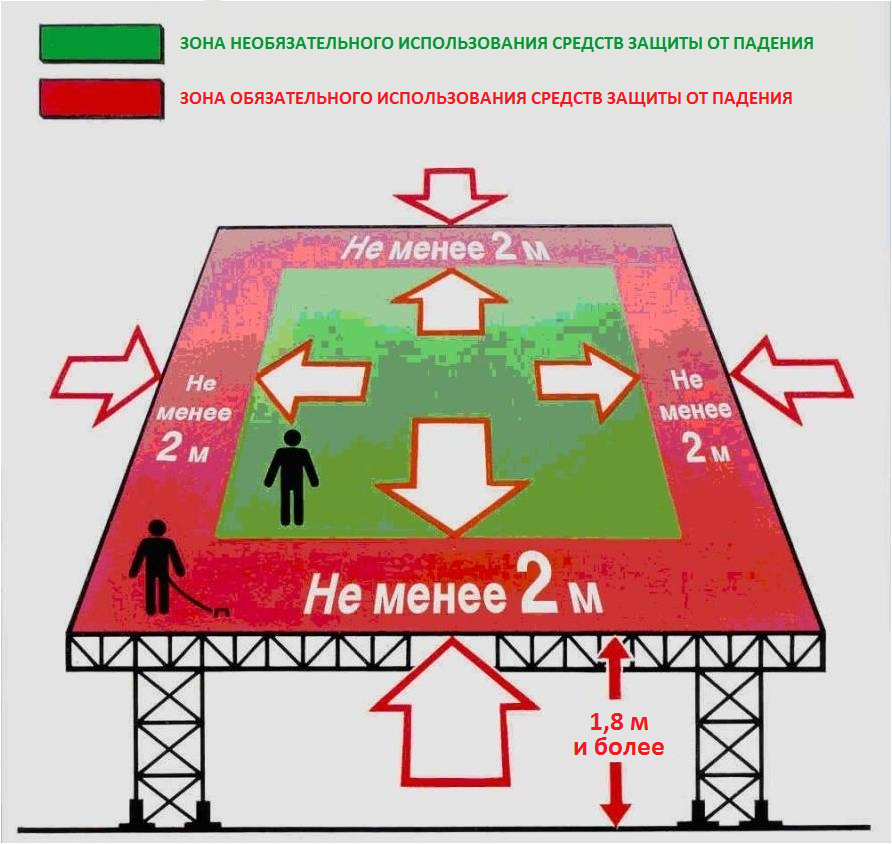 ЗОНА НЕОБЯЗАТЕЛЬНОГО ИСПОЛЬЗОВАНИЯ СРЕДСТВ ЗАЩИТЫ ОТ ПАДЕНИЯ
ЗОНА ОБЯЗАТЕЛЬНОГО ИСПОЛЬЗОВАНИЯ СРЕДСТВ ЗАЩИТЫ ОТ ПАДЕНИЯ
Не менее 2 м
Не
менее
2 м
Не
менее
2 м
Не менее 2 м
1,8 м
и более